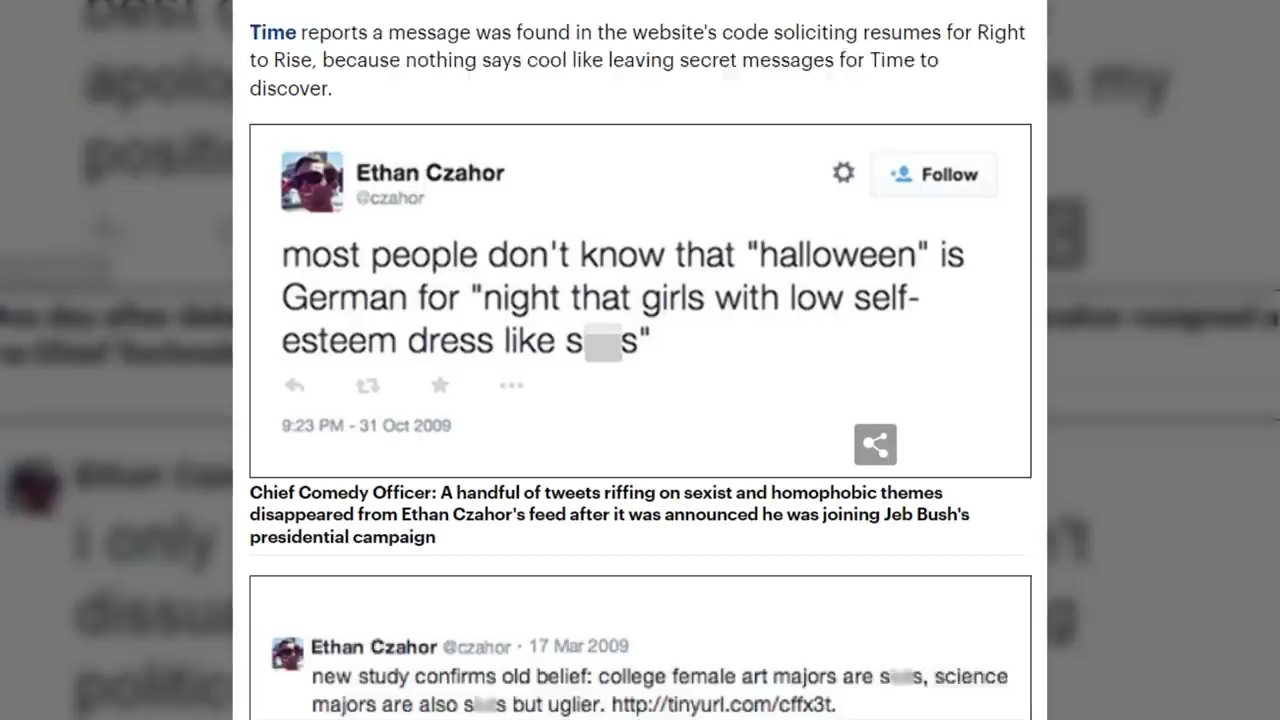 Time reports a message was found in the website's code soliciting resumes for Right
to Rise, because nothing says cool like leaving secret messages for Time to
discover.
Ethan Czahor
@czahor
Follow
most people don't know that "halloween" is
German for "night that girls with low self-
esteem dress like s s"
9:23 PM - 31 Oct 2009
Chief Comedy Officer: A handful of tweets riffing on sexist and homophobic themes
disappeared from Ethan Czahor's feed after it was announced he was joining Jeb Bush's
presidential campaign
Ethan Czahor @czahor · 17 Mar 2009
new study confirms old belief: college female art majors are s s, science
majors are also s s but uglier. http://tinyurl.com/cffx3t.
i only